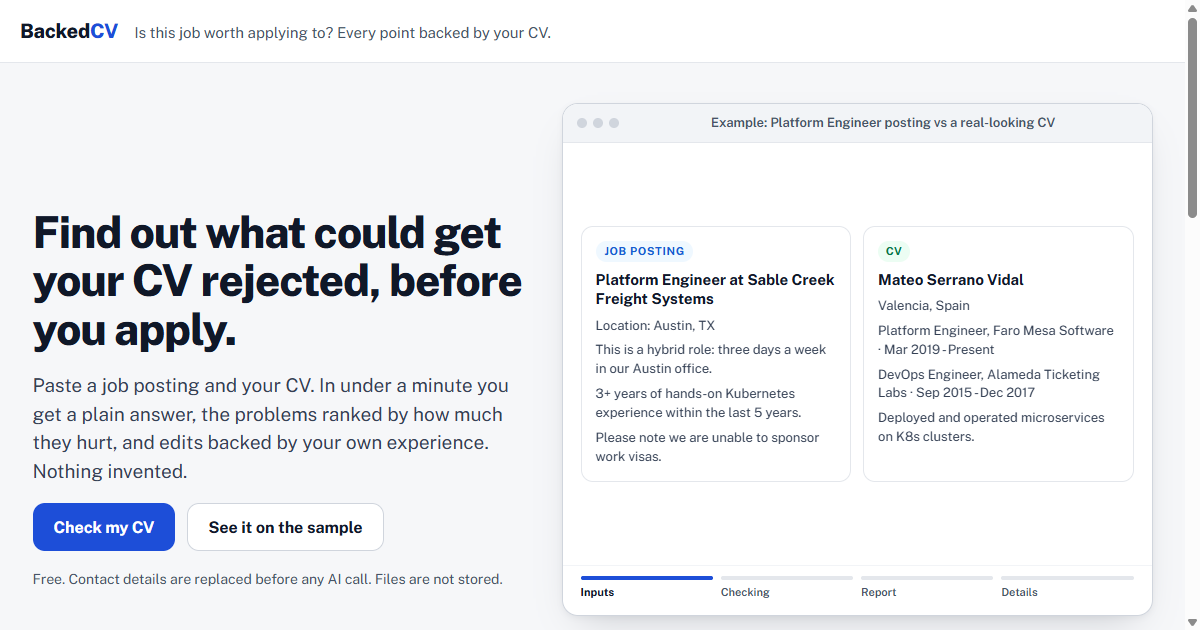 BackedCV Is this job worth applying to? Every point backed by your CV.
Find out what could get
your CV rejected, before
you apply.
Paste a job posting and your CV. In under a minute you
get a plain answer, the problems ranked by how much
they hurt, and edits backed by your own experience.
Nothing invented.
Check my CV
See it on the sample
Free. Contact details are replaced before any AI call. Files are not stored.
Example: Platform Engineer posting vs a real-looking CV
JOB POSTING
Platform Engineer at Sable Creek
Freight Systems
Location: Austin, TX
This is a hybrid role: three days a week
in our Austin office.
3+ years of hands-on Kubernetes
experience within the last 5 years.
Please note we are unable to sponsor
work visas.
CV
Mateo Serrano Vidal
Valencia, Spain
Platform Engineer, Faro Mesa Software
· Mar 2019 - Present
DevOps Engineer, Alameda Ticketing
Labs · Sep 2015 - Dec 2017
Deployed and operated microservices
on K8s clusters.
Inputs
Checking
Report
Details